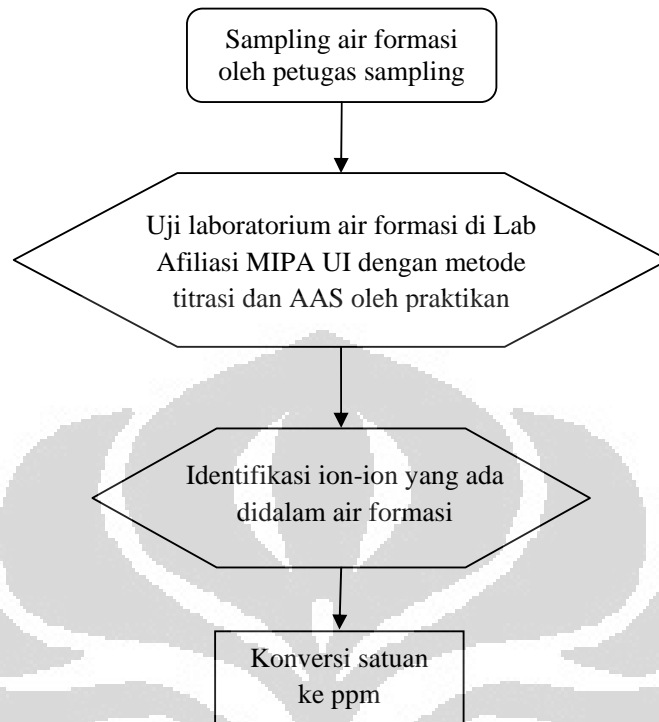 Sampling air formasi
oleh petugas sampling
Uji laboratorium air formasi di Lab
Afiliasi MIPA UI dengan metode
titrasi dan AAS oleh praktikan
Identifikasi ion-ion yang ada
didalam air formasi
Konversi satuan
ke ppm